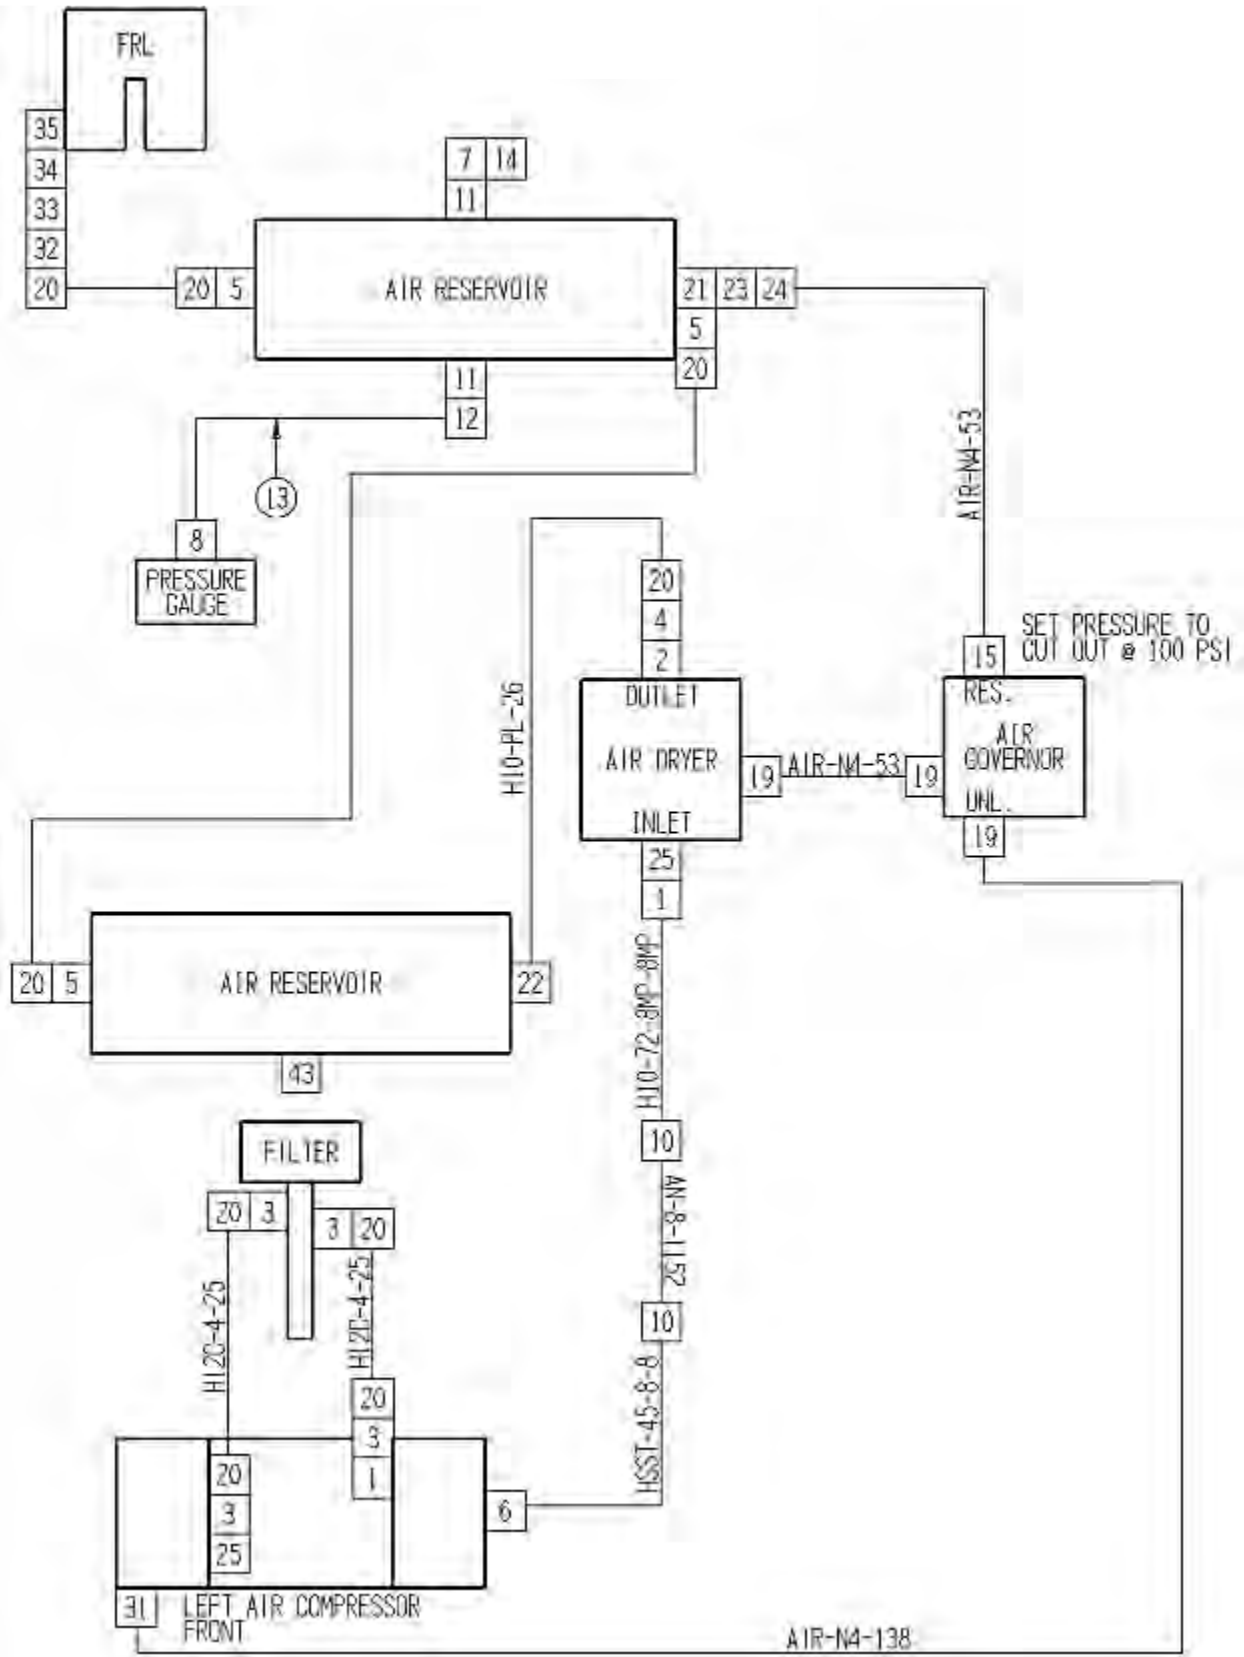 FRL
35
34
33
32
20
7 14
11
20 5
AIR RESERVOIR
21 23 24
5
20
11
12
13
8
PRESSURE
GAUGE
AIR-N4-53
20
4
2
SET PRESSURE TO
CUT OUT @ 100 PSI
15
OUTLET
AIR DRYER
INLET
19
AIR-N4-53
19
RES.
AIR
GOVERNOR
UNL.
19
H10-PL-26
25
1
20 5
AIR RESERVOIR
22
43
H10-72-8MP-8MP
FILTER
10
20 3
3 20
AN-8-1152
H12C-4-25
H12C-4-25
10
20
3
1
HSST-45-8-8
20
3
25
6
31
LEFT AIR COMPRESSOR
FRONT
AIR-N4-138